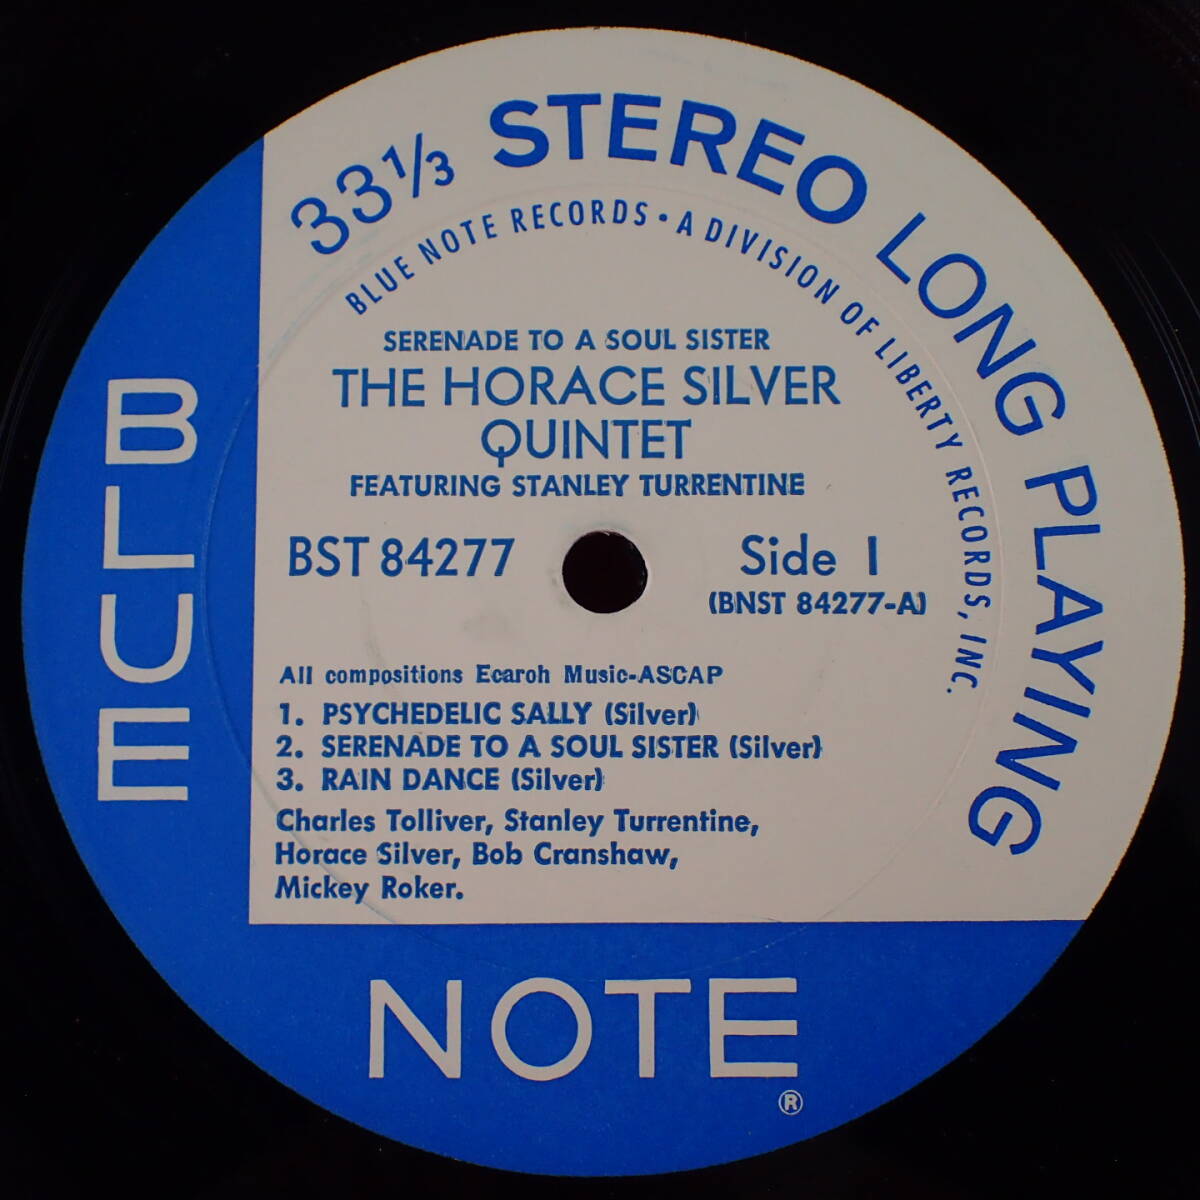 33 1/3 STEREO LONG PLAYING
BLUE NOTE RECORDS • A DIVISION OF LIBERTY RECORDS, INC.
SERENADE TO A SOUL SISTER
THE HORACE SILVER
QUINTET
FEATURING STANLEY TURRENTINE
BST 84277
Side 1
(BNST 84277-A)
All compositions Ecaroh Music-ASCAP
1. PSYCHEDELIC SALLY (Silver)
2. SERENADE TO A SOUL SISTER (Silver)
3. RAIN DANCE (Silver)
Charles Tolliver, Stanley Turrentine,
Horace Silver, Bob Cranshaw,
Mickey Roker.
BLUE
NOTE
®